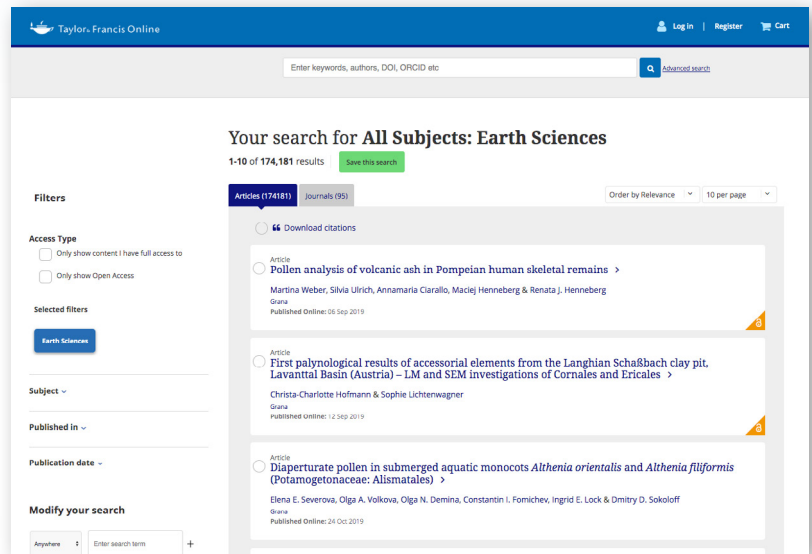 Taylor & Francis Online
Log in | Register Cart
Enter keywords, authors, DOI, ORCID etc
Advanced search
Your search for All Subjects: Earth Sciences
1-10 of 174,181 results Save this search
Filters
Articles (174181) Journals (95)
Order by Relevance 10 per page
Download citations
Access Type
Only show content I have full access to
Only show Open Access
Selected filters
Earth Sciences
Subject
Published in
Publication date
Modify your search
Anywhere Enter search term +
Article
Pollen analysis of volcanic ash in Pompeian human skeletal remains >
Martina Weber, Silvia Ulrich, Annamaria Ciarallo, Maciej Henneberg & Renata J. Henneberg
Grana
Published Online: 06 Sep 2019
Article
First palynological results of accessorial elements from the Langhian Schaßbach clay pit,
Lavanttal Basin (Austria) – LM and SEM investigations of Cornales and Ericales >
Christa-Charlotte Hofmann & Sophie Lichtenwagner
Grana
Published Online: 12 Sep 2019
Article
Diaperturate pollen in submerged aquatic monocots Althenia orientalis and Althenia filiformis
(Potamogetonaceae: Alismatales) >
Elena E. Severova, Olga A. Volkova, Olga N. Demina, Constantin I. Fomichev, Ingrid E. Lock & Dmitry D. Sokoloff
Grana
Published Online: 24 Oct 2019